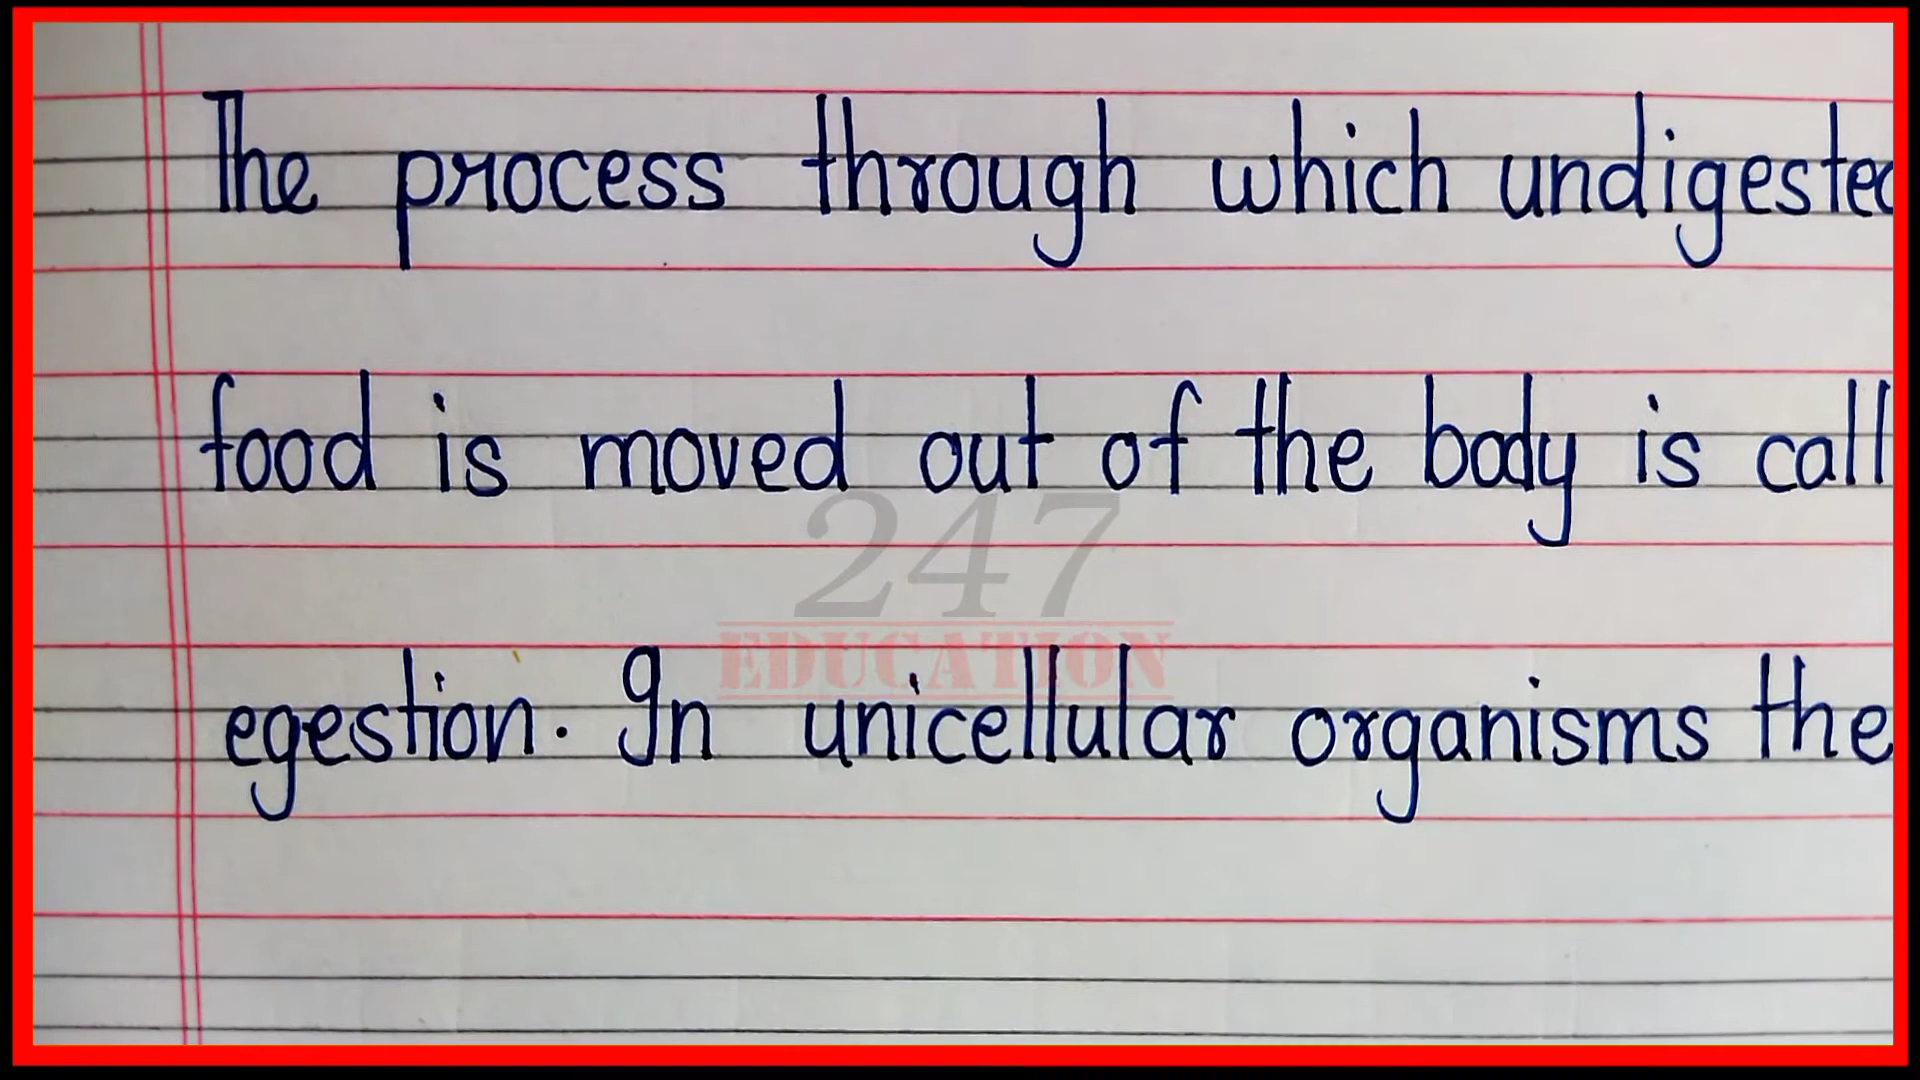 The process through which undigested
food is moved out of the body is call
247
EDUCATION
egestion. In unicellular organisms the